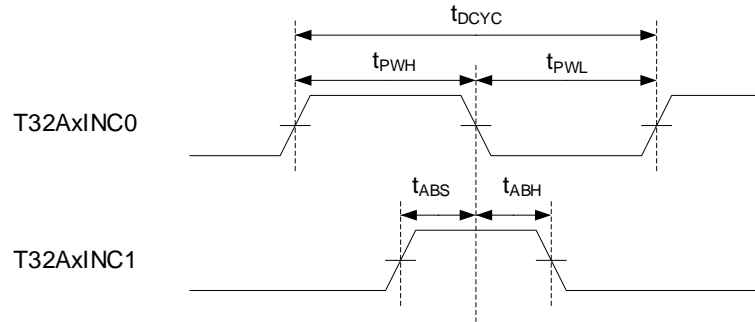 tDCYC
tPWH tPWL
T32AxINC0
tABS tABH
T32AxINC1